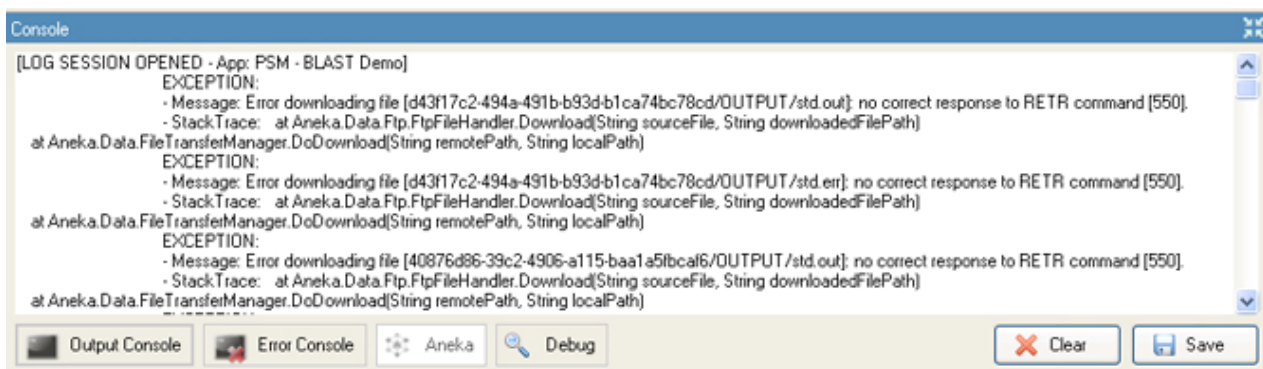 Console
[LOG SESSION OPENED - App: PSM - BLAST Demo]
EXCEPTION:
- Message: Error downloading file [d43f17c2-494a-491b-b93d-b1ca74bc78cd/OUTPUT/std.out]: no correct response to RETR command [550].
- StackTrace: at Aneka.Data.Ftp.FtpFileHandler.Download(String sourceFile, String downloadedFilePath)
at Aneka.Data.FileTransferManager.DoDownload(String remotePath, String localPath)
EXCEPTION:
- Message: Error downloading file [d43f17c2-494a-491b-b93d-b1ca74bc78cd/OUTPUT/std.err]: no correct response to RETR command [550].
- StackTrace: at Aneka.Data.Ftp.FtpFileHandler.Download(String sourceFile, String downloadedFilePath)
at Aneka.Data.FileTransferManager.DoDownload(String remotePath, String localPath)
EXCEPTION:
- Message: Error downloading file [40876d86-39c2-4906-a115-baa1a5fbcaf6/OUTPUT/std.out]: no correct response to RETR command [550].
- StackTrace: at Aneka.Data.Ftp.FtpFileHandler.Download(String sourceFile, String downloadedFilePath)
at Aneka.Data.FileTransferManager.DoDownload(String remotePath, String localPath)
Output Console Error Console Aneka Debug Clear Save